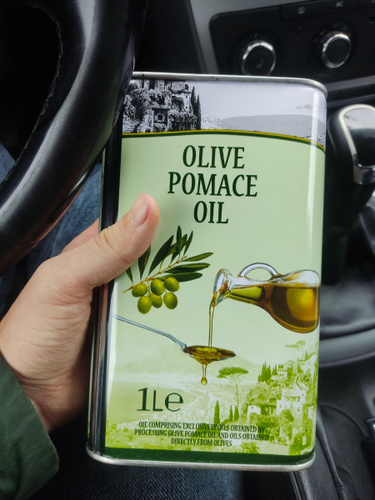 OLIVE
POMACE
OIL
1L e
OIL COMPRISING EXCLUSIVELY OILS OBTAINED BY
PROCESSING OLIVE POMACE OIL AND OILS OBTAINED
DIRECTLY FROM OLIVES